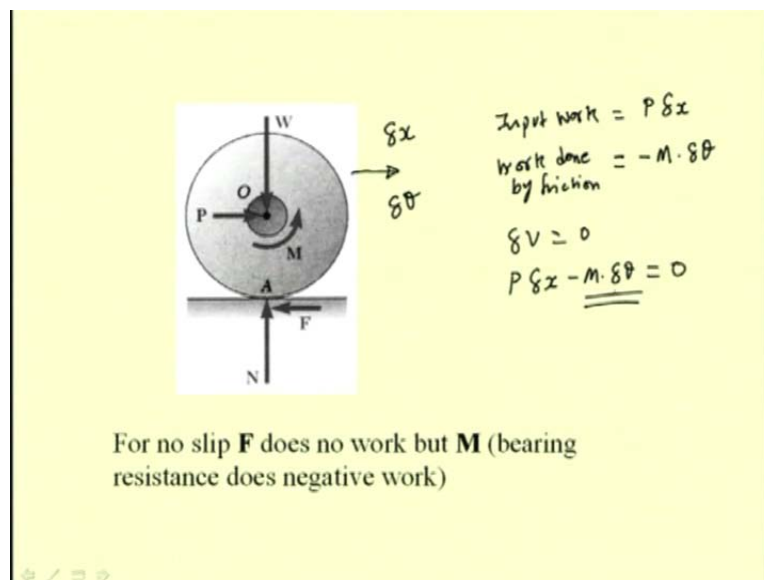 W
O
P
M
A
F
N
δx
δθ
Input work = P δx
work done = - M. δθ
by friction
δV = 0
P δx - M. δθ = 0
For no slip F does no work but M (bearing
resistance does negative work)